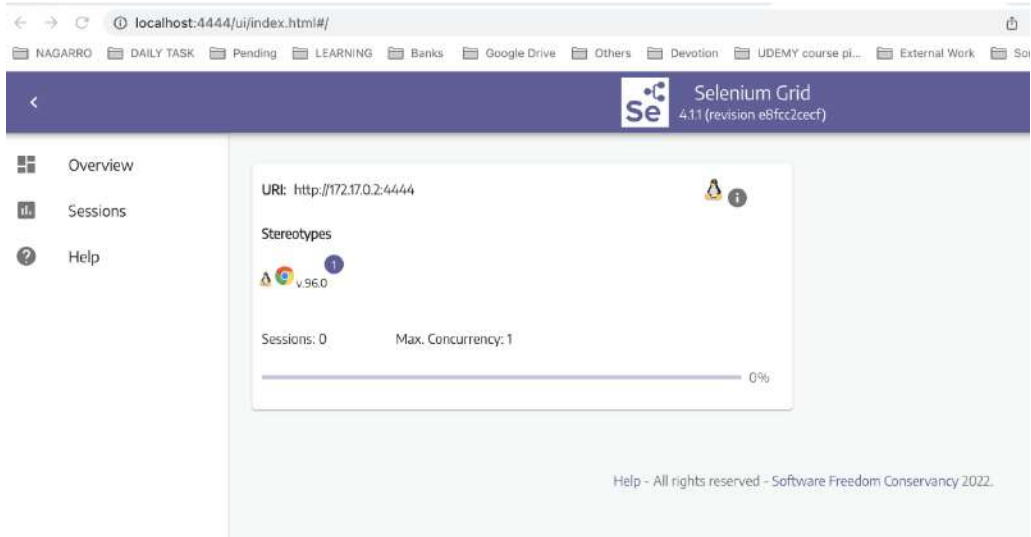 localhost:4444/ui/index.html#/
NAGARRO DAILY TASK Pending LEARNING Banks Google Drive Others Devotion UDEMY course pi... External Work
Se
Selenium Grid
4.1.1 (revision e8fcc2cecf)
Overview
Sessions
Help
URI: http://172.17.0.2:4444
Stereotypes
1
v.96.0
Sessions: 0 Max. Concurrency: 1
0%
Help - All rights reserved - Software Freedom Conservancy 2022.